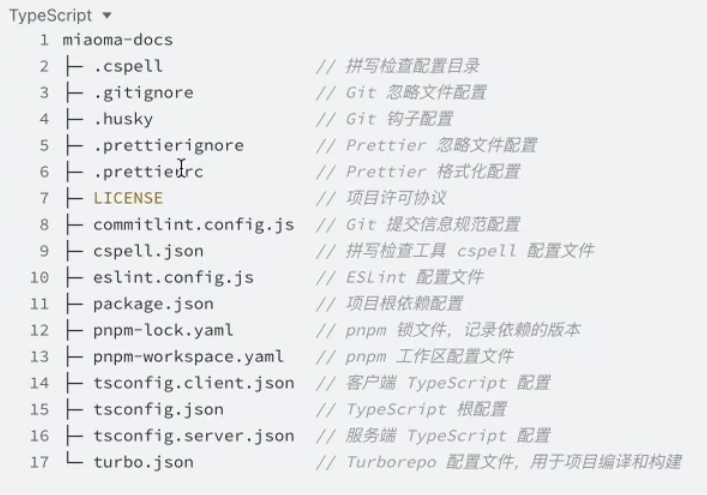 TypeScript
1 miaoma-docs
2 ├─ .cspell // 拼写检查配置目录
3 ├─ .gitignore // Git 忽略文件配置
4 ├─ .husky // Git 钩子配置
5 ├─ .prettierignore // Prettier 忽略文件配置
6 ├─ .prettierrc // Prettier 格式化配置
7 ├─ LICENSE // 项目许可协议
8 ├─ commitlint.config.js // Git 提交信息规范配置
9 ├─ cspell.json // 拼写检查工具 cspell 配置文件
10 ├─ eslint.config.js // ESLint 配置文件
11 ├─ package.json // 项目根依赖配置
12 ├─ pnpm-lock.yaml // pnpm 锁文件，记录依赖的版本
13 ├─ pnpm-workspace.yaml // pnpm 工作区配置文件
14 ├─ tsconfig.client.json // 客户端 TypeScript 配置
15 ├─ tsconfig.json // TypeScript 根配置
16 ├─ tsconfig.server.json // 服务端 TypeScript 配置
17 └─ turbo.json // Turborepo 配置文件，用于项目编译和构建